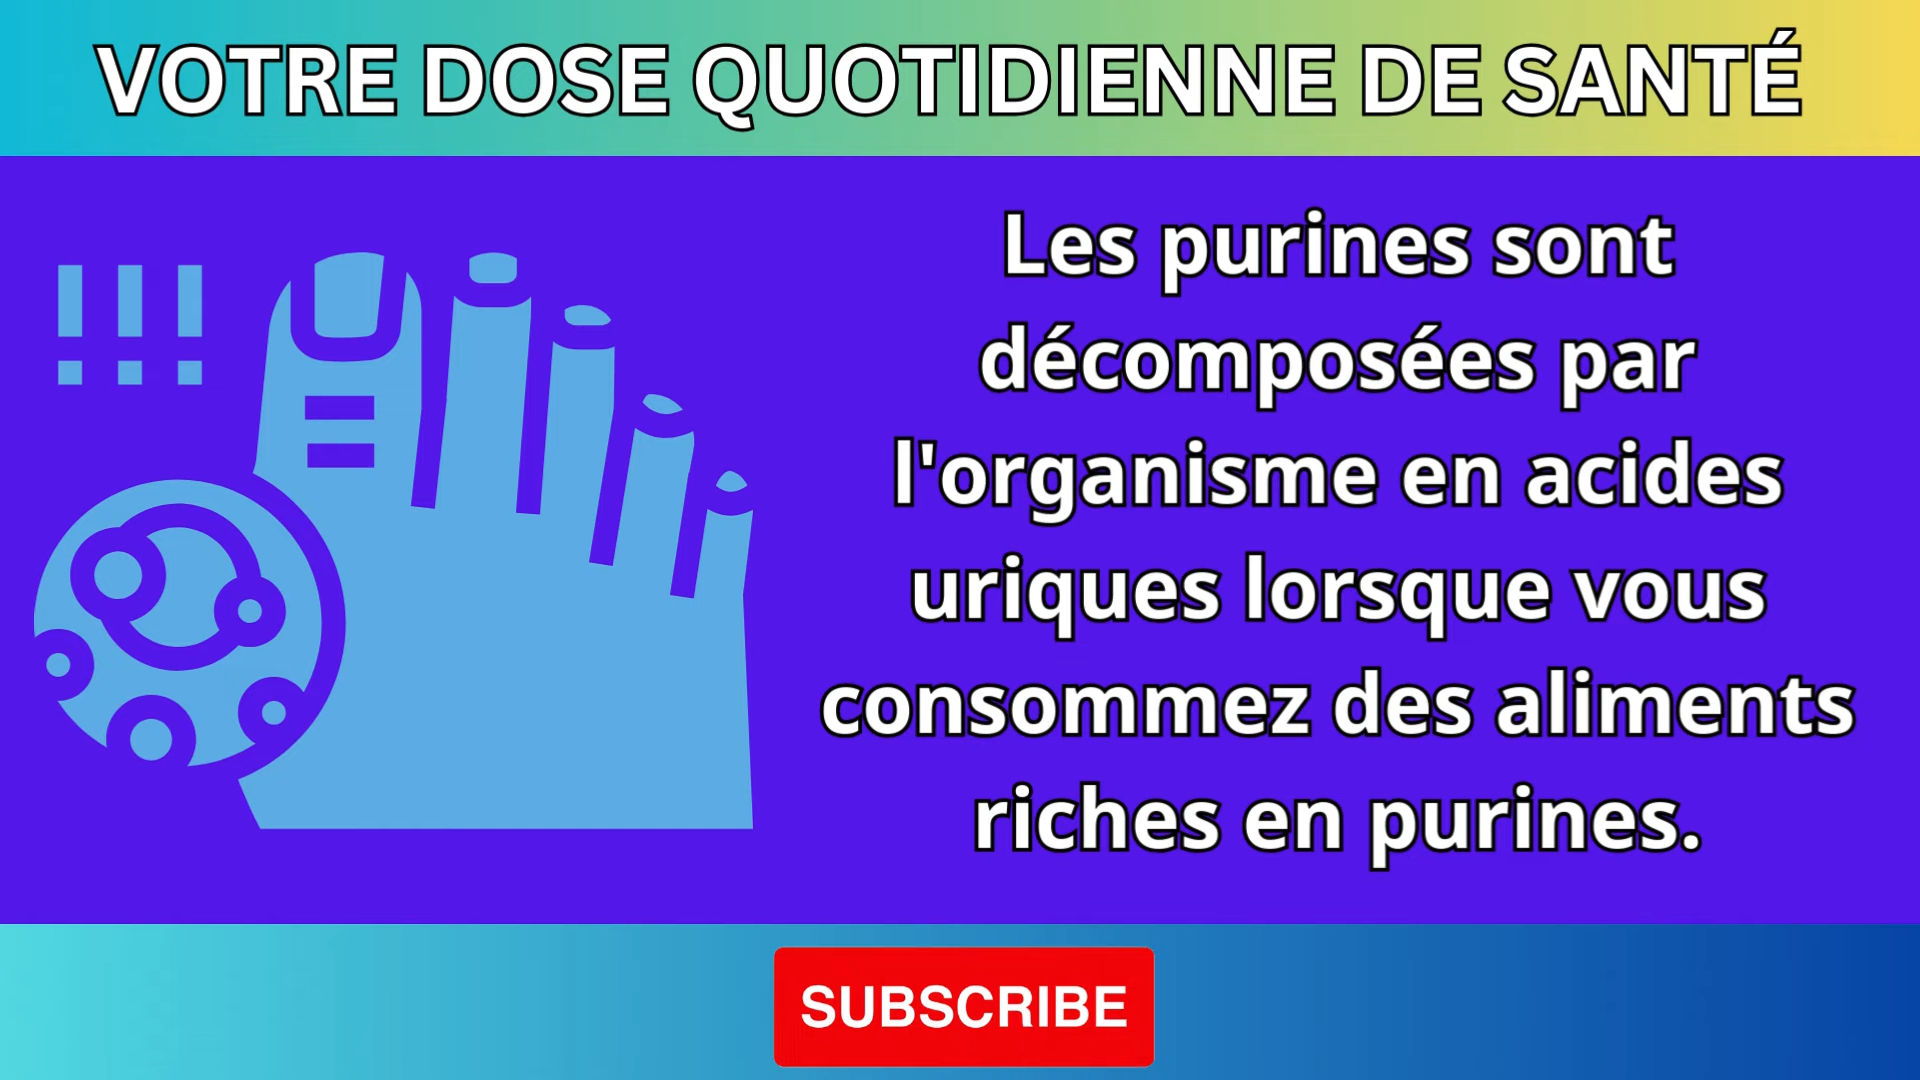 VOTRE DOSE QUOTIDIENNE DE SANTÉ
!!!
Les purines sont
décomposées par
l'organisme en acides
uriques lorsque vous
consommez des aliments
riches en purines.
SUBSCRIBE